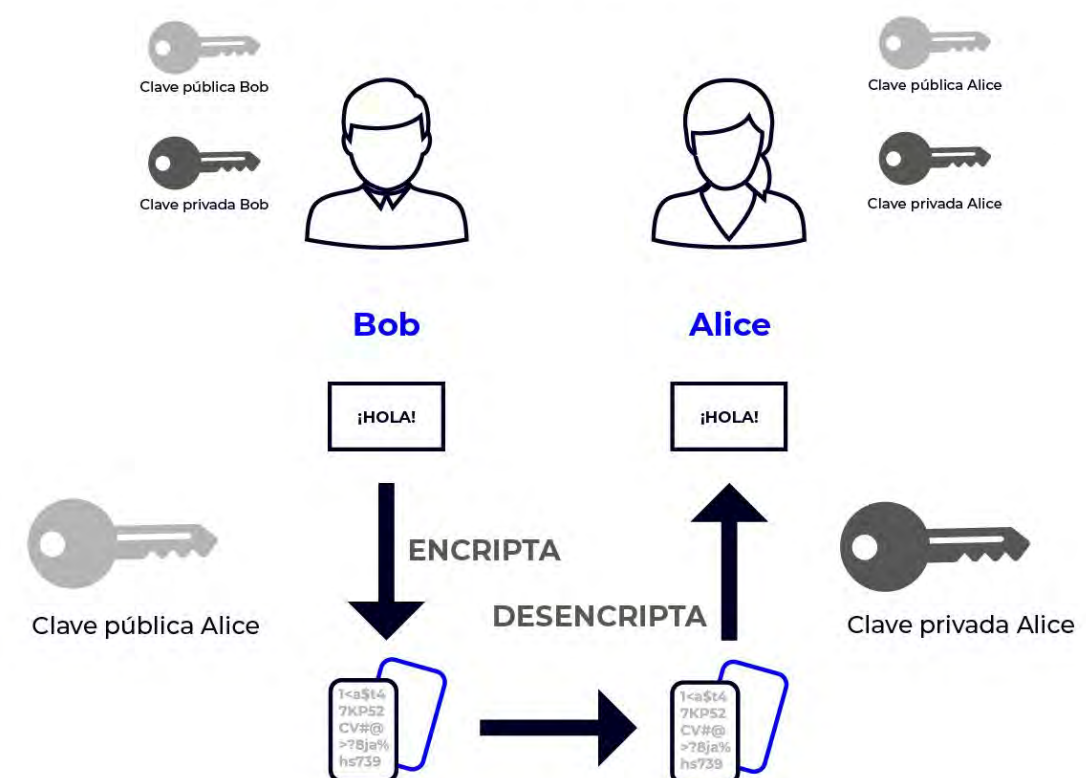 Clave pública Bob
Clave pública Alice
Clave privada Bob
Clave privada Alice
Bob
Alice
¡HOLA!
¡HOLA!
ENCRIPTA
DESENCRIPTA
Clave pública Alice
Clave privada Alice
1<a$t4
7KP52
CV#@
>?8ja%
hs739
1<a$t4
7KP52
CV#@
>?8ja%
hs739